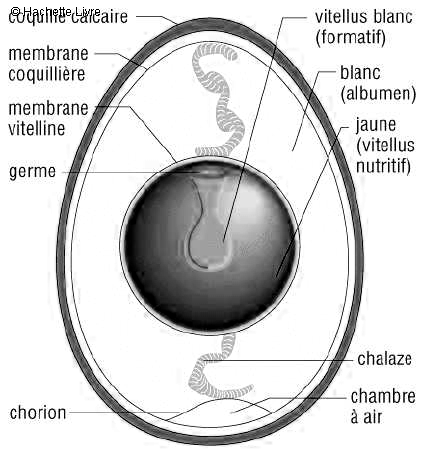 © Hachette Livre
coquille calcaire
membrane
coquillière
membrane
vitelline
germe
chorion
vitellus blanc
(formatif)
blanc
(albumen)
jaune
(vitellus
nutritif)
chalaze
chambre
à air